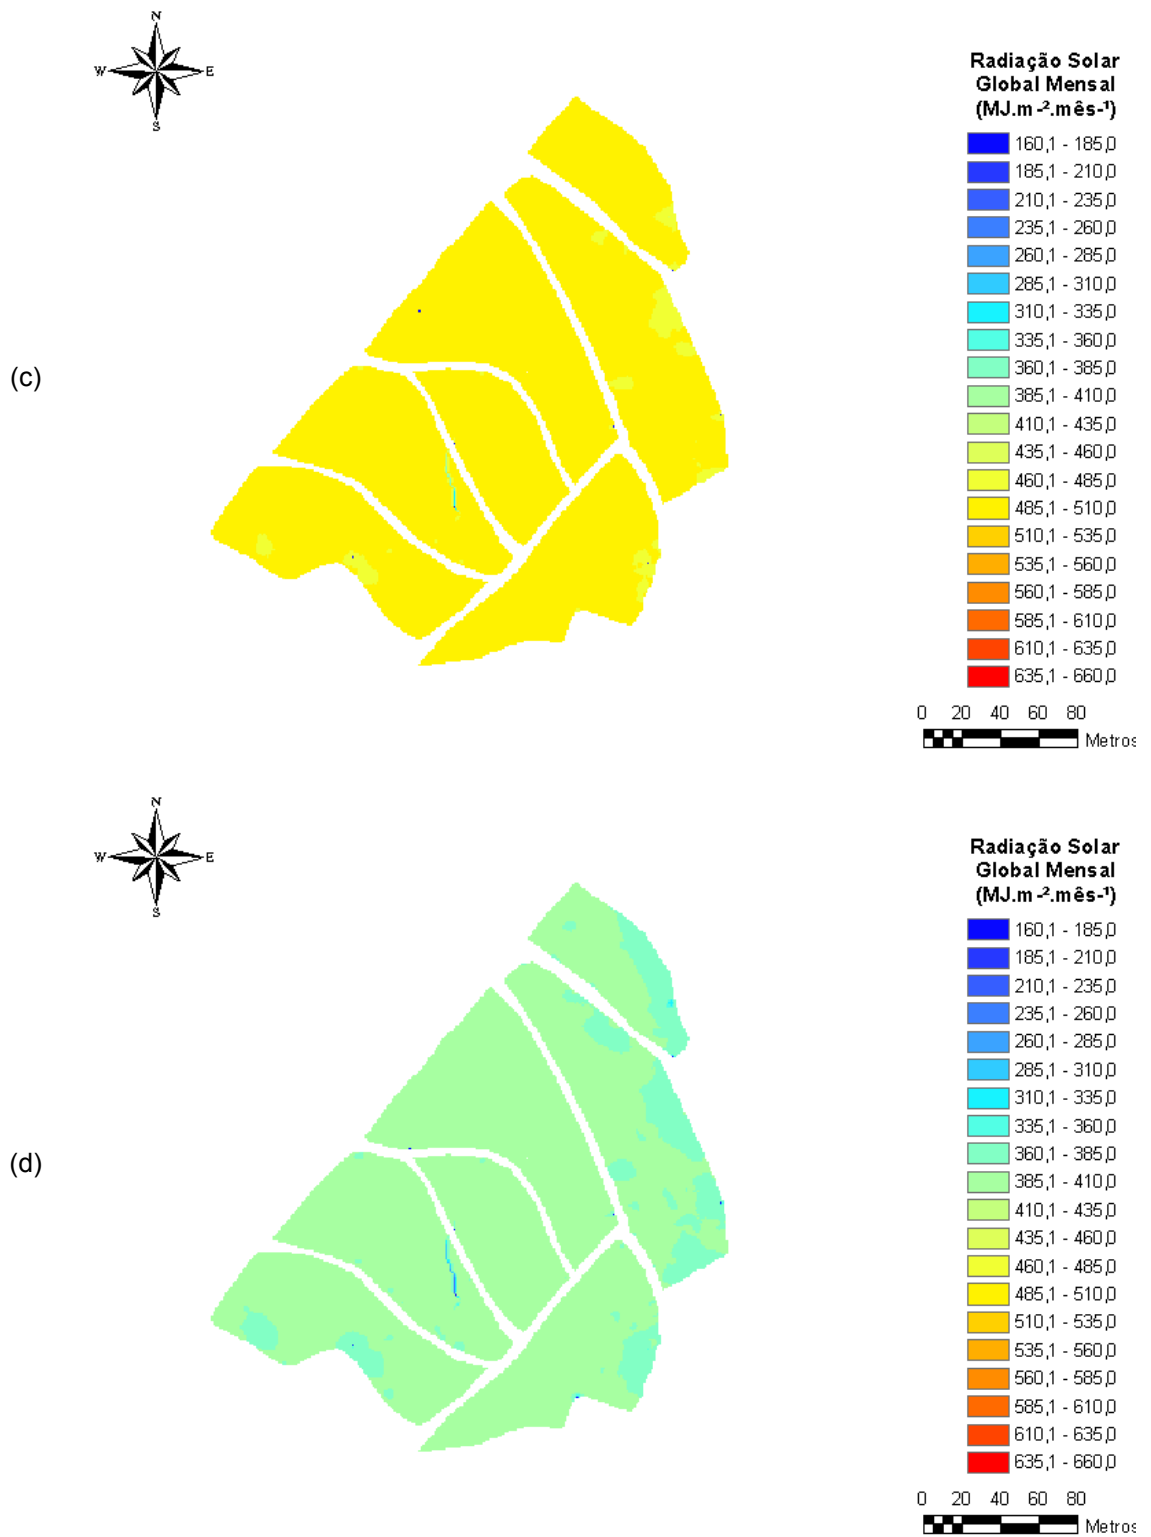 N
W E
S
Radiação Solar
Global Mensal
(MJ.m-².mês-¹)
160,1 - 185,0
185,1 - 210,0
210,1 - 235,0
235,1 - 260,0
260,1 - 285,0
285,1 - 310,0
310,1 - 335,0
335,1 - 360,0
(c)
360,1 - 385,0
385,1 - 410,0
410,1 - 435,0
435,1 - 460,0
460,1 - 485,0
485,1 - 510,0
510,1 - 535,0
535,1 - 560,0
560,1 - 585,0
585,1 - 610,0
610,1 - 635,0
635,1 - 660,0
0 20 40 60 80
Metros
N
W E
S
Radiação Solar
Global Mensal
(MJ.m-².mês-¹)
160,1 - 185,0
185,1 - 210,0
210,1 - 235,0
235,1 - 260,0
260,1 - 285,0
285,1 - 310,0
310,1 - 335,0
335,1 - 360,0
(d)
360,1 - 385,0
385,1 - 410,0
410,1 - 435,0
435,1 - 460,0
460,1 - 485,0
485,1 - 510,0
510,1 - 535,0
535,1 - 560,0
560,1 - 585,0
585,1 - 610,0
610,1 - 635,0
635,1 - 660,0
0 20 40 60 80
Metros